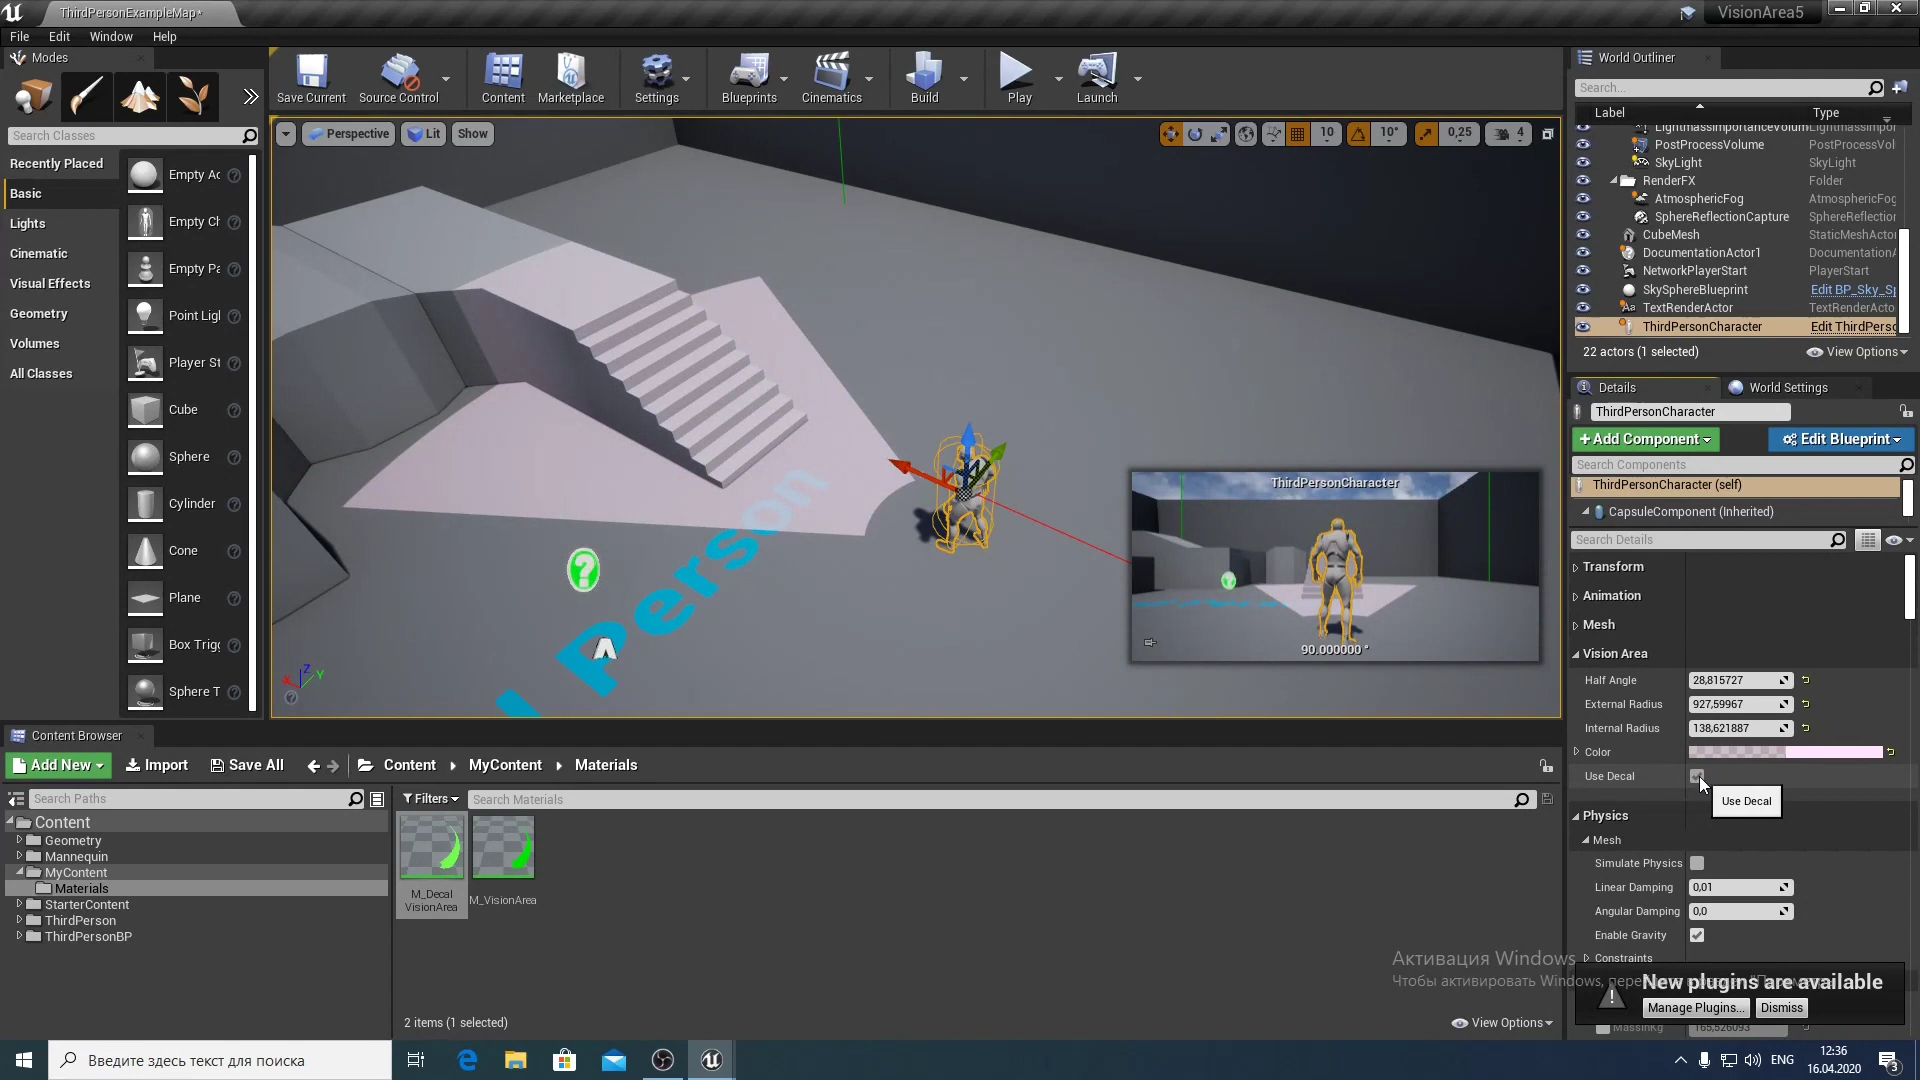 ThirdPersonExampleMap*
VisionArea5
File Edit Window Help
Modes
Search Classes
Recently Placed
Basic
Lights
Cinematic
Visual Effects
Geometry
Volumes
All Classes
Empty Ac
Empty Ch
Empty Pa
Point Ligh
Player St
Cube
Sphere
Cylinder
Cone
Plane
Box Trigg
Sphere T
Save Current
Source Control
Content
Marketplace
Settings
Blueprints
Cinematics
Build
Play
Launch
Perspective
Lit
Show
10
10°
0,25
4
Person
X Y Z
ThirdPersonCharacter
90.000000 °
World Outliner
Search...
Label Type
LightmassImportanceVolum LightmassImpor
PostProcessVolume PostProcessVol
SkyLight SkyLight
RenderFX Folder
AtmosphericFog AtmosphericFog
SphereReflectionCapture SphereReflection
CubeMesh StaticMeshActor
DocumentationActor1 DocumentationA
NetworkPlayerStart PlayerStart
SkySphereBlueprint Edit BP_Sky_Sp
TextRenderActor TextRenderActo
ThirdPersonCharacter Edit ThirdPerso
22 actors (1 selected)
View Options
Details
World Settings
ThirdPersonCharacter
+Add Component
Edit Blueprint
Search Components
ThirdPersonCharacter (self)
CapsuleComponent (Inherited)
Search Details
Transform
Animation
Mesh
Vision Area
Half Angle 28,815727
External Radius 927,59967
Internal Radius 138,621887
Color
Use Decal
Use Decal
Physics
Mesh
Simulate Physics
Linear Damping 0,01
Angular Damping 0,0
Enable Gravity
Constraints
MassInKg 165,526093
New plugins are available
Manage Plugins...
Dismiss
Активация Windows
Чтобы активировать Windows,
Content Browser
Add New
Import
Save All
Content MyContent Materials
Search Paths
Filters
Search Materials
Content
Geometry
Mannequin
MyContent
Materials
StarterContent
ThirdPerson
ThirdPersonBP
M_Decal
VisionArea
M_VisionArea
2 items (1 selected)
View Options
Введите здесь текст для поиска
ENG
12:36
16.04.2020
3